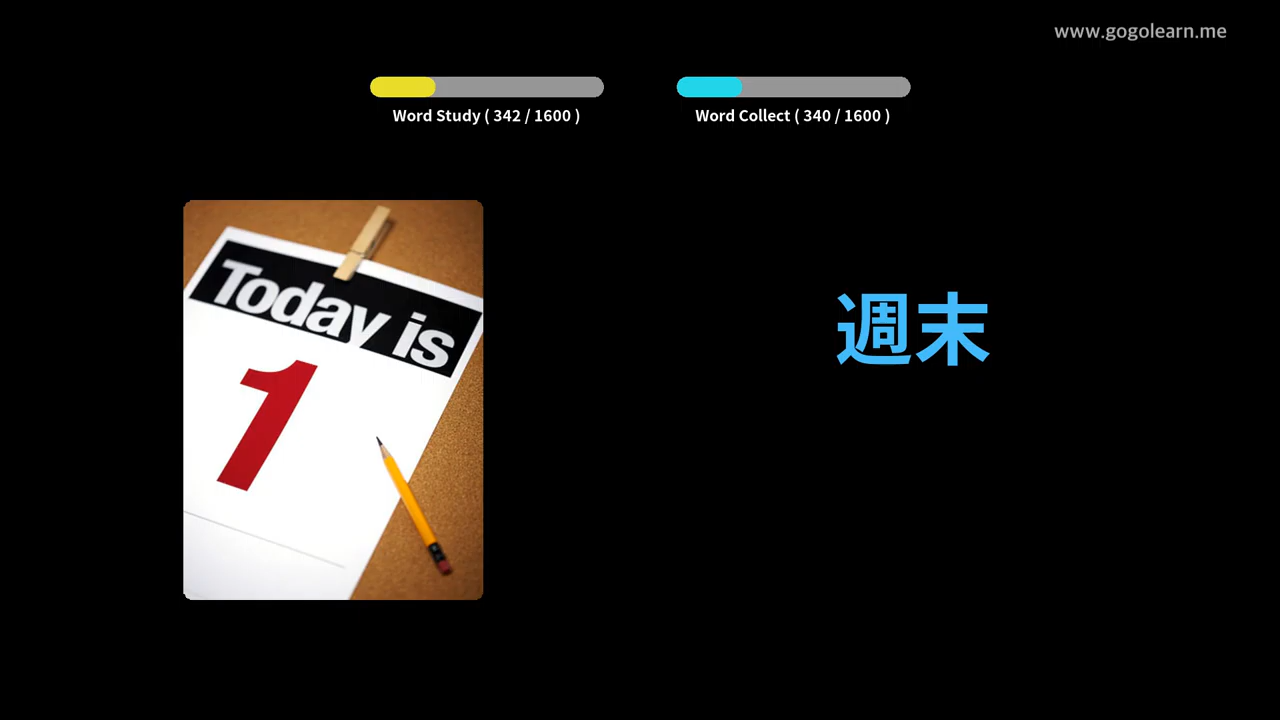 www.gogolearn.me
Word Study ( 342 / 1600 )
Word Collect ( 340 / 1600 )
Today is
1
週末